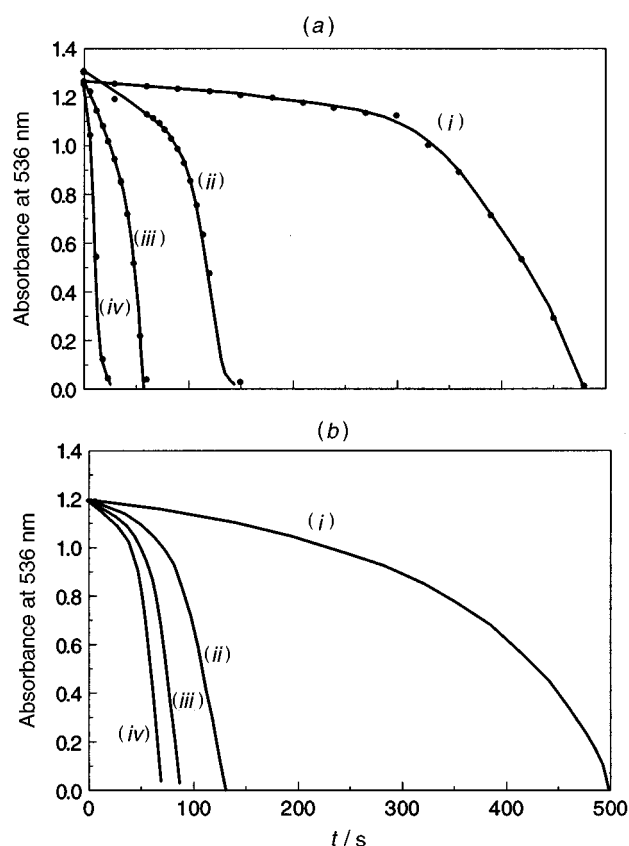 (a)
1.4
1.2
1.0
0.8
0.6
0.4
0.2
0.0
Absorbance at 536 nm
(i)
(ii)
(iii)
(iv)
(b)
1.4
1.2
1.0
0.8
0.6
0.4
0.2
0.0
Absorbance at 536 nm
(i)
(ii)
(iii)
(iv)
0 100 200 300 400 500
t / s